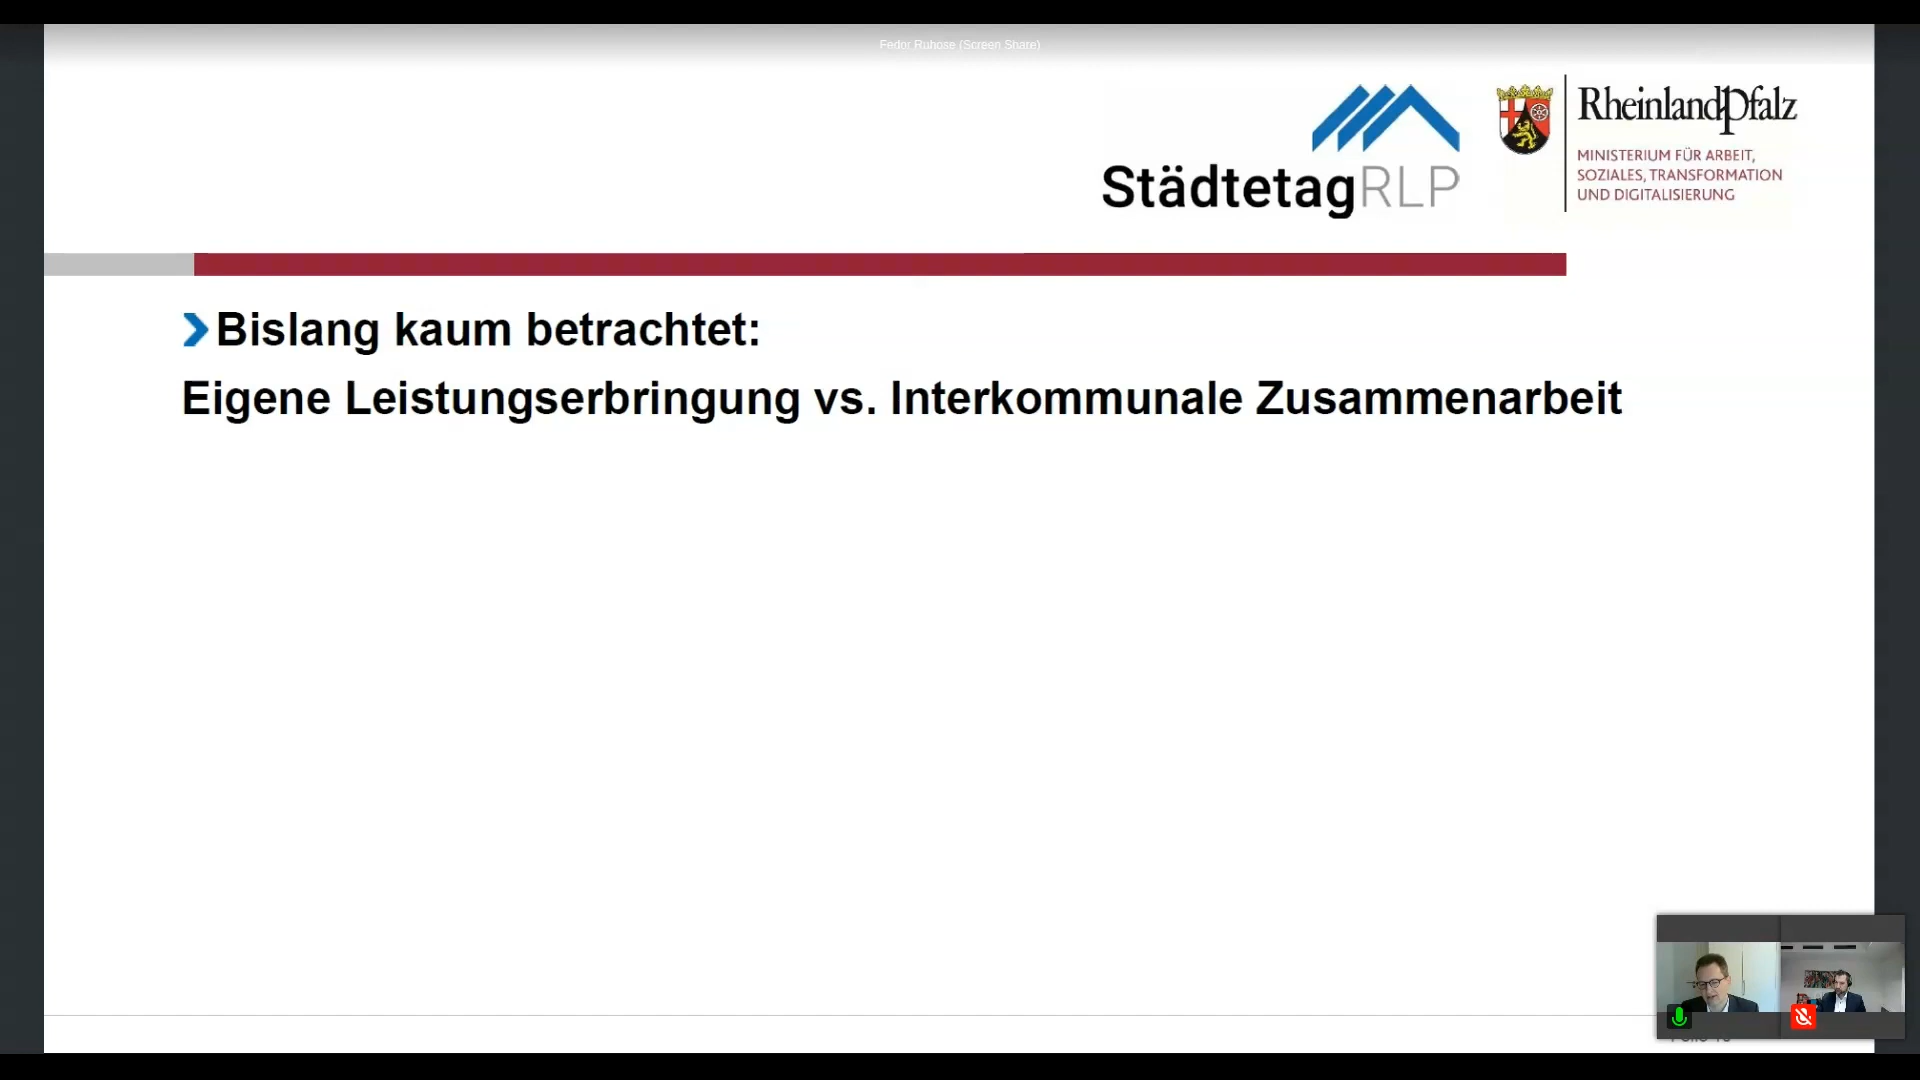 Fedor Ruhose (Screen Share)
StädtetagRLP
RheinlandPfalz
MINISTERIUM FÜR ARBEIT,
SOZIALES, TRANSFORMATION
UND DIGITALISIERUNG
Bislang kaum betrachtet:
Eigene Leistungserbringung vs. Interkommunale Zusammenarbeit